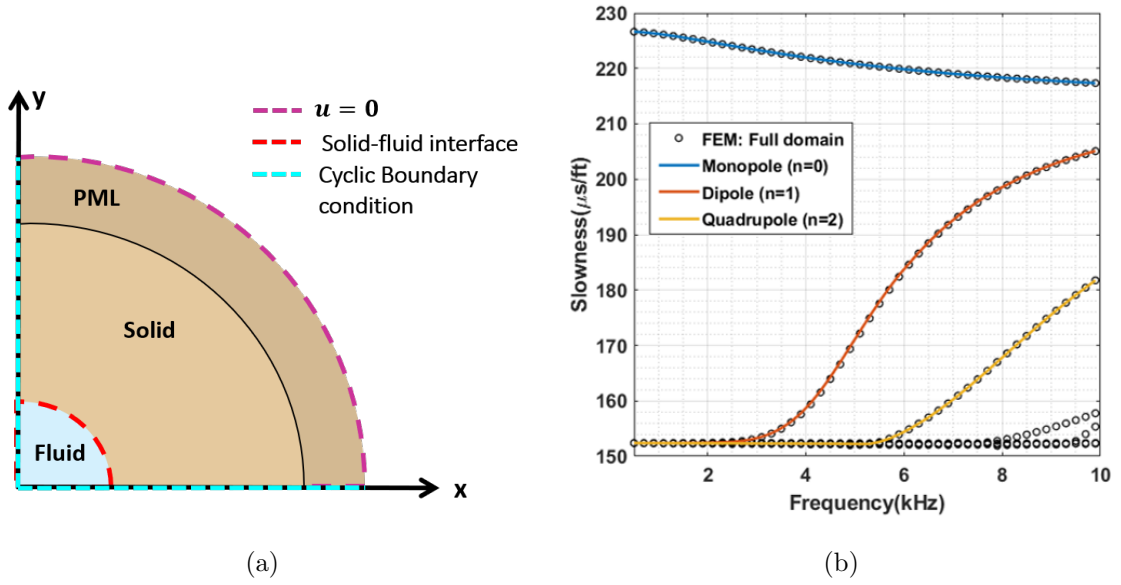 y
u = 0
Solid-fluid interface
Cyclic Boundary
condition
PML
Solid
Fluid
x
(a)
230
220
210
200
190
180
170
160
150
Slowness(μs/ft)
FEM: Full domain
Monopole (n=0)
Dipole (n=1)
Quadrupole (n=2)
2
4
6
8
10
Frequency(kHz)
(b)